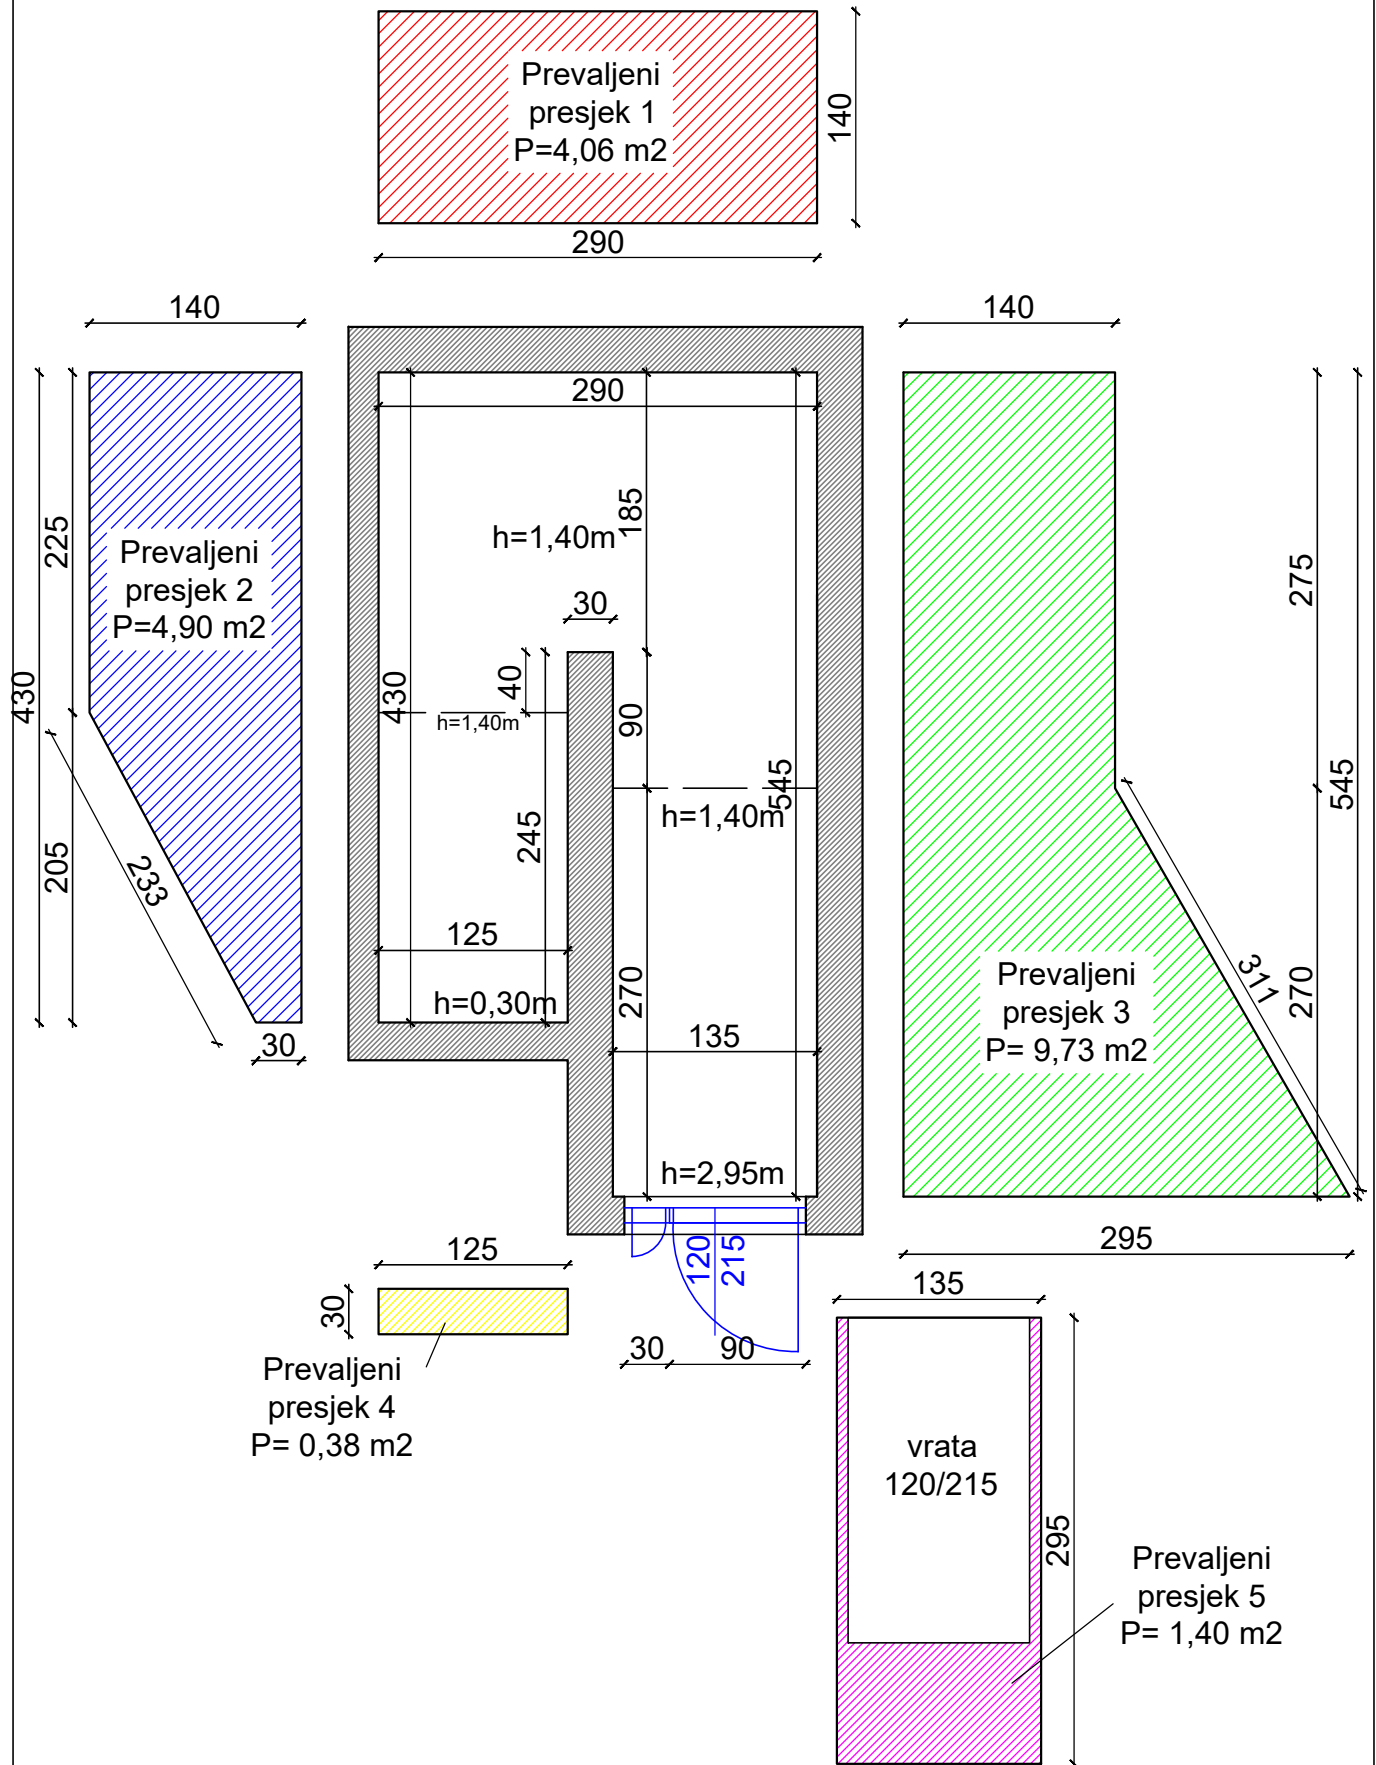 Prevaljeni
presjek 1
P=4,06 m2
140
290
140
140
290
225
430
205
233
30
Prevaljeni
presjek 2
P=4,90 m2
h=1,40m
185
30
40
430
h=1,40m
90
545
h=1,40m
245
125
270
h=0,30m
135
h=2,95m
275
545
270
311
Prevaljeni
presjek 3
P= 9,73 m2
295
125
30
Prevaljeni
presjek 4
P= 0,38 m2
120
215
30
90
135
vrata
120/215
295
Prevaljeni
presjek 5
P= 1,40 m2